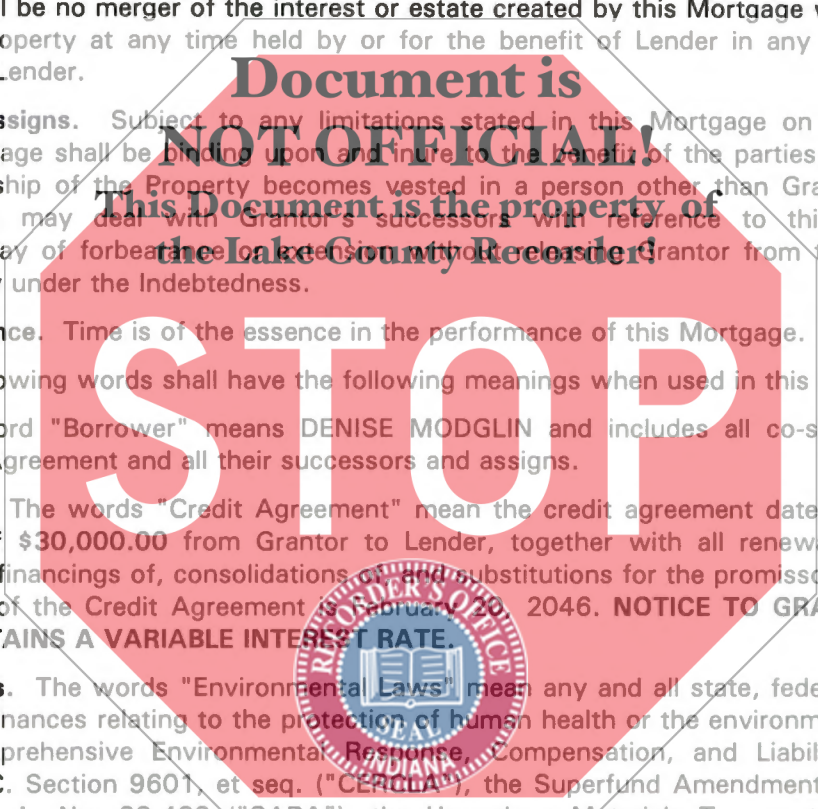 l be no merger of the interest or estate created by this Mortgage
operty at any time held by or for the benefit of Lender in any
Lender.
Document is
ssigns. Subject to any limitations stated in this Mortgage on
NOT OFFICIAL!
age shall be binding upon and inure to the benefit of the parties
ship of the Property becomes vested in a person other than Gra
This Document is the property of
may deal with Grantor's successors with reference to thi
the Lake County Recorder!
ay of forbearance or extension without releasing Grantor from
under the Indebtedness.
nce. Time is of the essence in the performance of this Mortgage.
STOP
owing words shall have the following meanings when used in this
ord "Borrower" means DENISE MODGLIN and includes all co-s
greement and all their successors and assigns.
The words "Credit Agreement" mean the credit agreement date
$30,000.00 from Grantor to Lender, together with all renew
financings of, consolidations of, and substitutions for the promisso
of the Credit Agreement is February 20, 2046. NOTICE TO GRA
AINS A VARIABLE INTEREST RATE.
RECORDER'S OFFICE
SEAL
INDIANA
s. The words "Environmental Laws" mean any and all state, fede
nances relating to the protection of human health or the environm
prehensive Environmental Response, Compensation, and Liabil
. Section 9601, et seq. ("CERCLA"), the Superfund Amendment